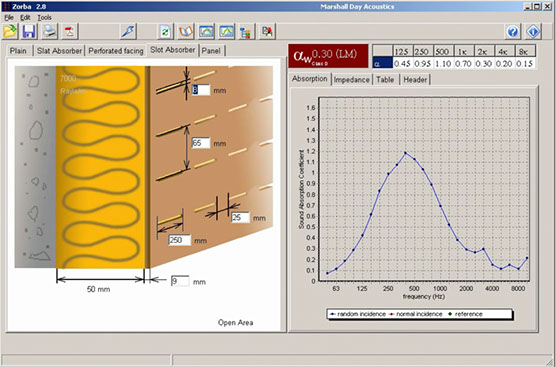 Zorba 2.8
Marshall Day Acoustics
File Edit Tools
Plain Slat Absorber Perforated facing Slot Absorber Panel
7000
8 mm
65 mm
25 mm
250 mm
9 mm
50 mm
Open Area
αw 0.30 (LM)
Class D
125 250 500 1K 2K 4K 8K
α 0.45 0.95 1.10 0.70 0.30 0.20 0.15
Absorption Impedance Table Header
Sound Absorption Coefficient
1.6
1.5
1.4
1.3
1.2
1.1
1
0.9
0.8
0.7
0.6
0.5
0.4
0.3
0.2
0.1
0
63 125 250 500 1000 2000 4000 8000
frequency (Hz)
random incidence normal incidence reference